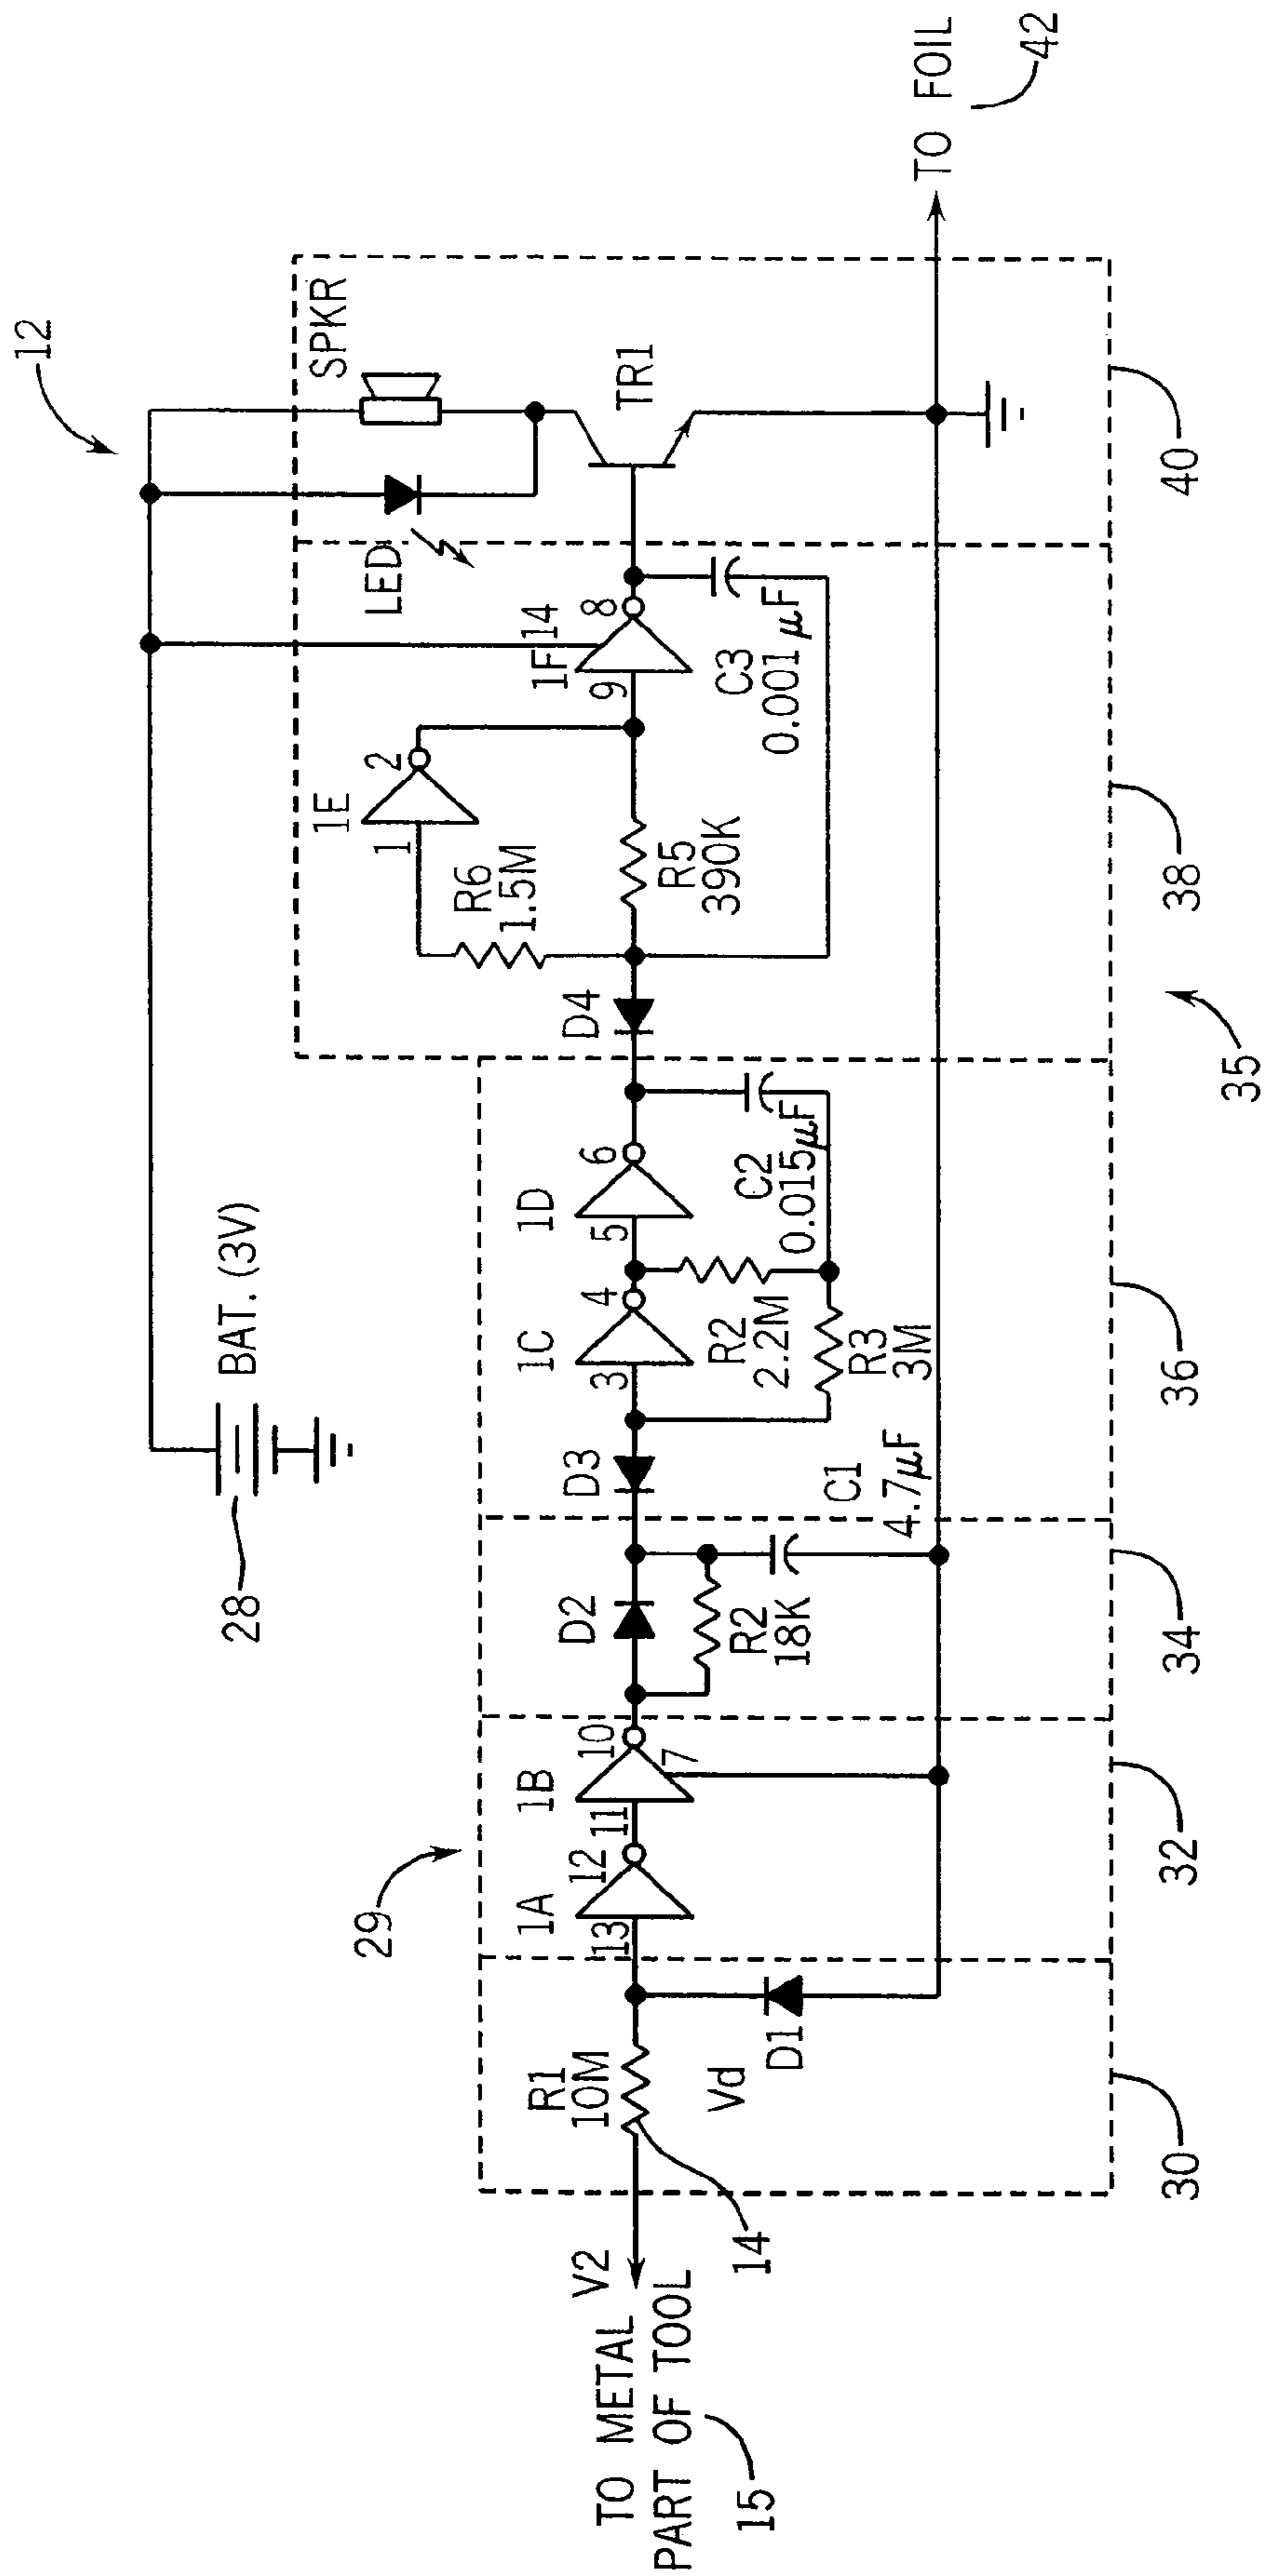 12
28
BAT. (3V)
29
SPKR
LED
TR1
1F
14
9
8
1E
1
2
R6
1.5M
R5
390K
C3
0.001 µF
D4
1D
5
6
C2
0.015µF
1C
3
4
R2
2.2M
R3
3M
D3
C1
4.7µF
D2
R2
18K
1B
11
10
7
1A
13
12
R1
10M
Vd
D1
V2
TO METAL
PART OF TOOL
15
14
TO FOIL
42
30
32
34
36
38
40
35